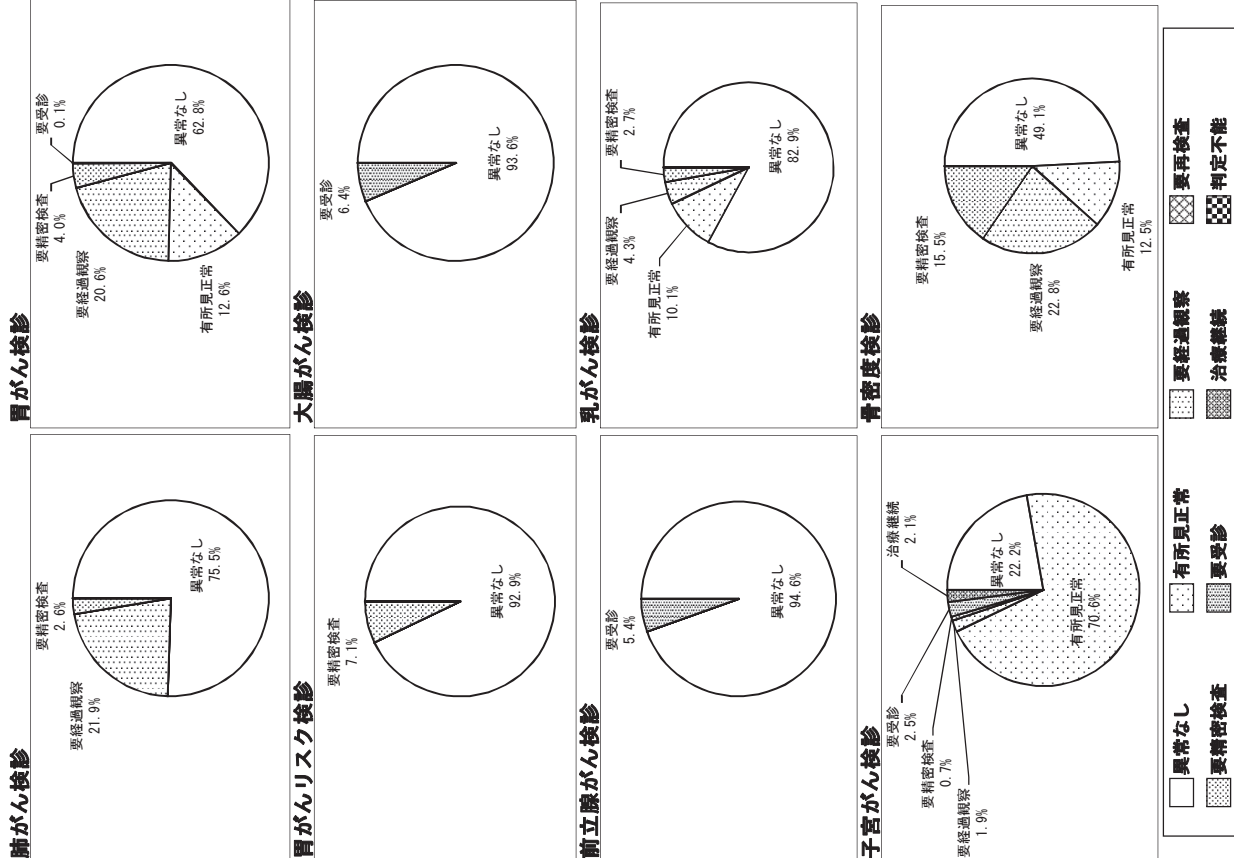 肺がん検診
要精密検査
2.6%
要経過観察
21.9%
異常なし
75.5%
胃がん検診
要受診
0.1%
要精密検査
4.0%
要経過観察
20.6%
有所見正常
12.6%
異常なし
62.8%
胃がんリスク検診
要精密検査
7.1%
異常なし
92.9%
大腸がん検診
要受診
6.4%
異常なし
93.6%
前立腺がん検診
要受診
5.4%
異常なし
94.6%
乳がん検診
要精密検査
2.7%
要経過観察
4.3%
有所見正常
10.1%
異常なし
82.9%
子宮がん検診
治療継続
2.1%
要受診
2.5%
要精密検査
0.7%
要経過観察
1.9%
異常なし
22.2%
有所見正常
70.6%
骨密度検診
要精密検査
15.5%
要経過観察
22.8%
有所見正常
12.5%
異常なし
49.1%
異常なし 有所見正常 要経過観察 要再検査
要精密検査 要受診 治療継続 判定不能